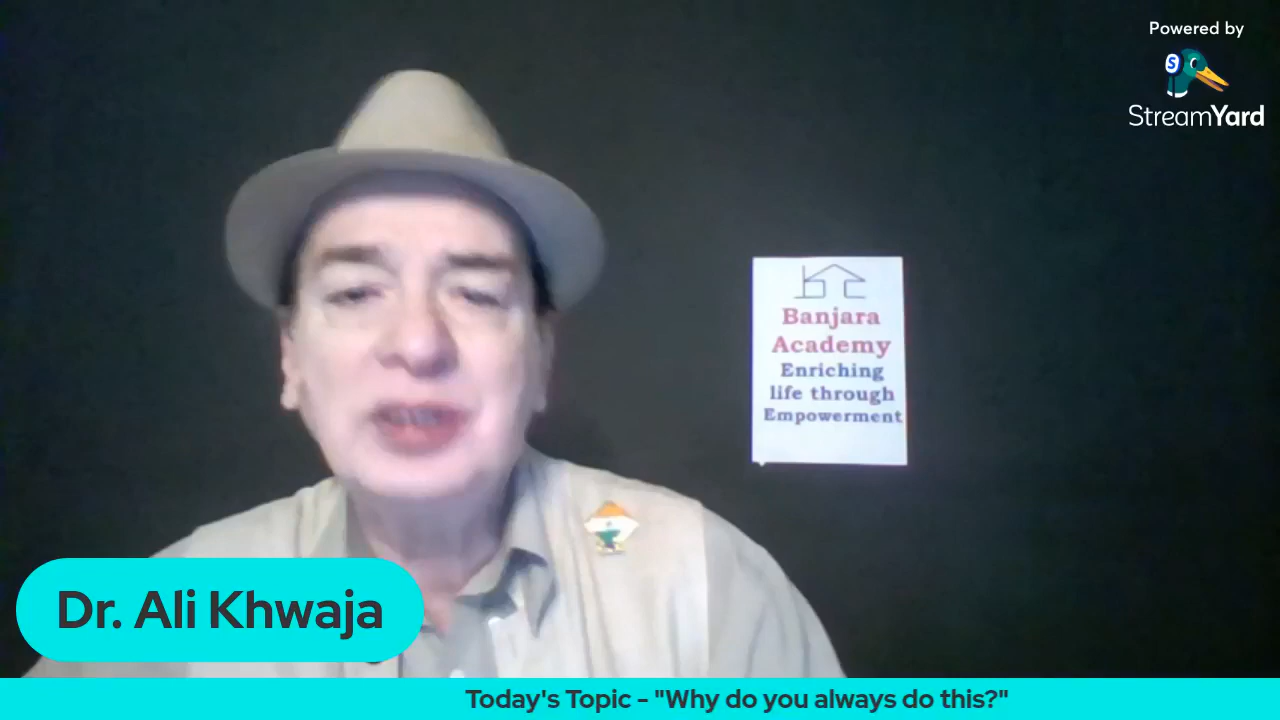 Powered by
S
StreamYard
Banjara
Academy
Enriching
life through
Empowerment
Dr. Ali Khwaja
Today's Topic - "Why do you always do this?"